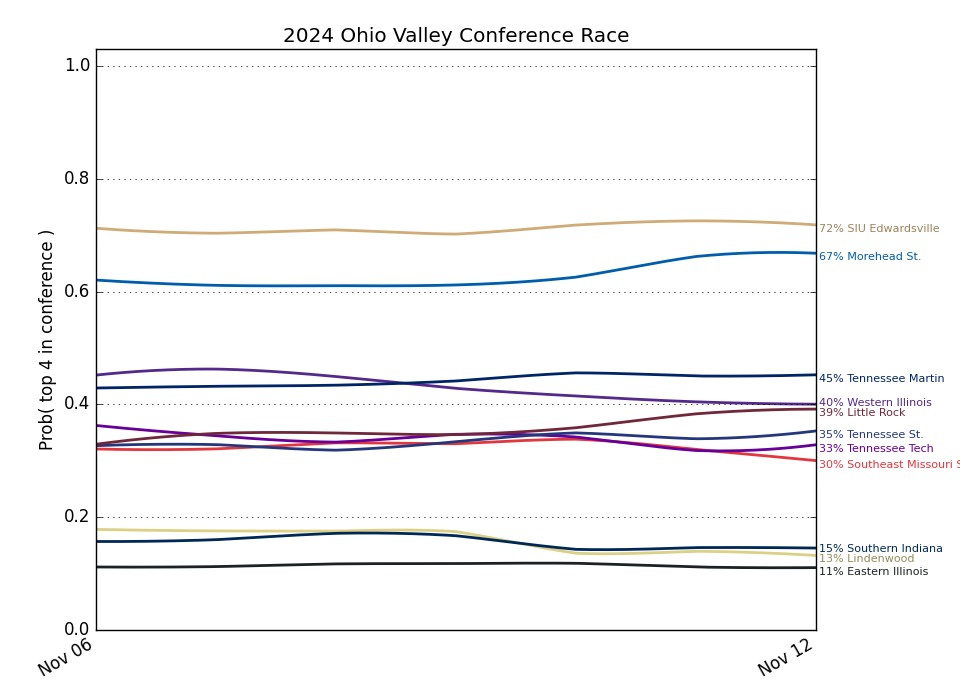 2024 Ohio Valley Conference Race
1.0
0.8
0.6
0.4
0.2
0.0
Prob( top 4 in conference )
Nov 06
Nov 12
72% SIU Edwardsville
67% Morehead St.
45% Tennessee Martin
40% Western Illinois
39% Little Rock
35% Tennessee St.
33% Tennessee Tech
30% Southeast Missouri S
15% Southern Indiana
13% Lindenwood
11% Eastern Illinois